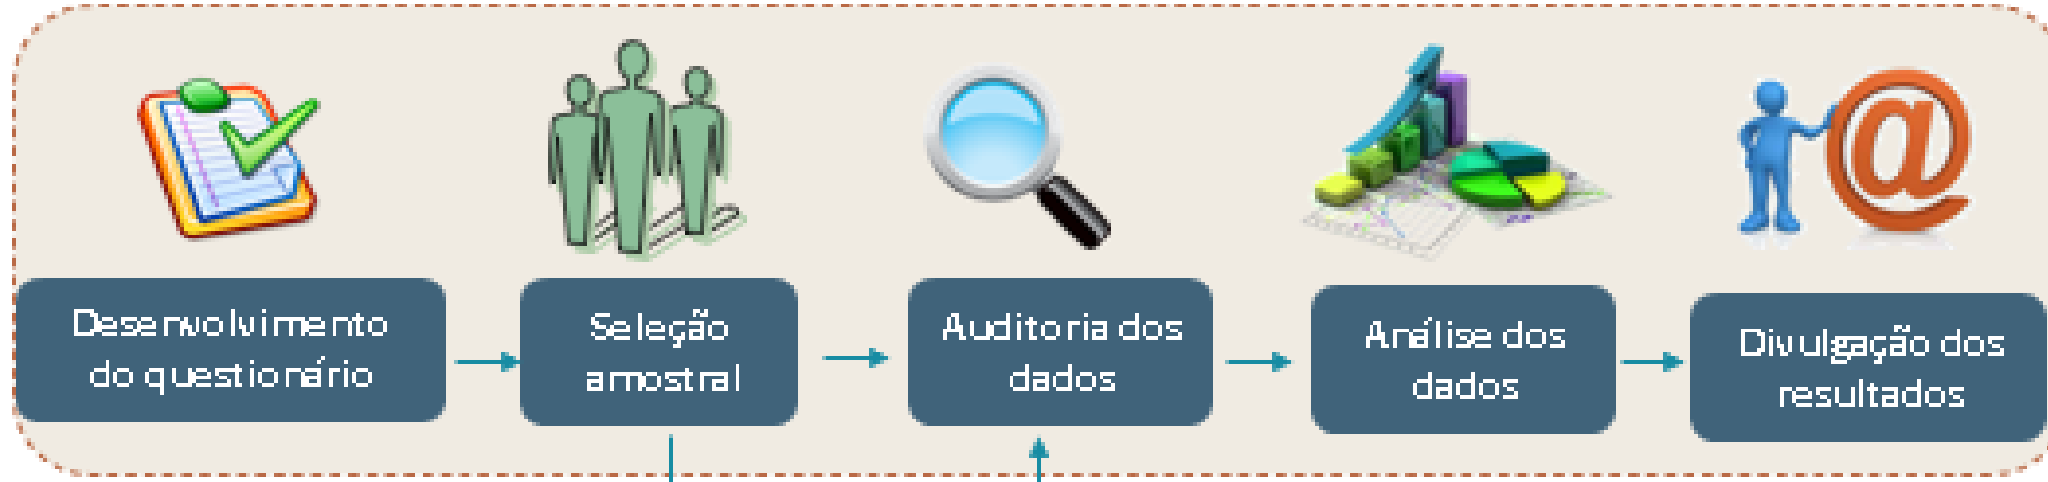 Desenvolvimento
do questionário
Seleção
amostral
Auditoria dos
dados
Análise dos
dados
Divulgação dos
resultados